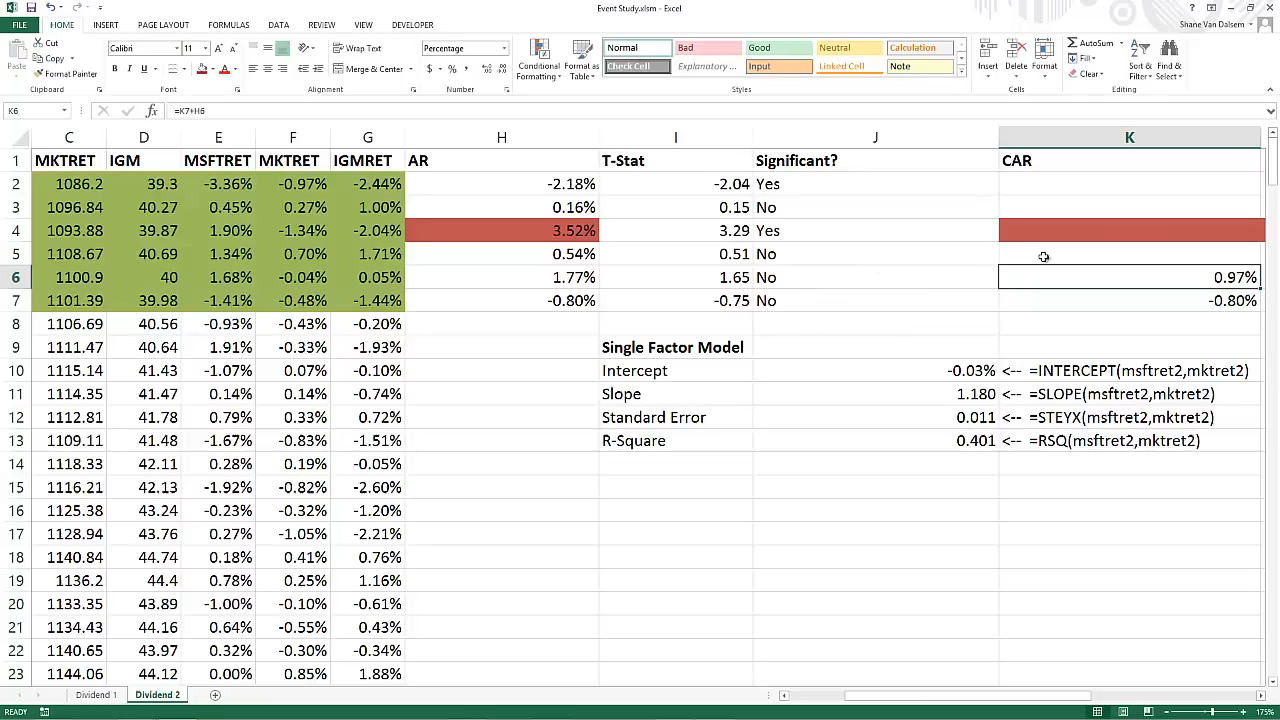 Event Study.xlsm - Excel
FILE HOME INSERT PAGE LAYOUT FORMULAS DATA REVIEW VIEW DEVELOPER Shane Van Dalsem
Cut Calibri 11 Wrap Text Percentage Normal Bad Good Neutral Calculation AutoSum
Copy Fill
Paste Format Painter Merge & Center Conditional Formatting Format as Table Check Cell Explanatory ... Input Linked Cell Note Insert Delete Format Clear Sort & Filter Find & Select
Clipboard Font Alignment Number Styles Cells Editing
K6 =K7+H6
C D E F G H I J K
1 MKTRET IGM MSFTRET MKTRET IGMRET AR T-Stat Significant? CAR
2 1086.2 39.3 -3.36% -0.97% -2.44% -2.18% -2.04 Yes
3 1096.84 40.27 0.45% 0.27% 1.00% 0.16% 0.15 No
4 1093.88 39.87 1.90% -1.34% -2.04% 3.52% 3.29 Yes
5 1108.67 40.69 1.34% 0.70% 1.71% 0.54% 0.51 No
6 1100.9 40 1.68% -0.04% 0.05% 1.77% 1.65 No 0.97%
7 1101.39 39.98 -1.41% -0.48% -1.44% -0.80% -0.75 No -0.80%
8 1106.69 40.56 -0.93% -0.43% -0.20%
9 1111.47 40.64 1.91% -0.33% -1.93% Single Factor Model
10 1115.14 41.43 -1.07% 0.07% -0.10% Intercept -0.03% <-- =INTERCEPT(msftret2,mktret2)
11 1114.35 41.47 0.14% 0.14% -0.74% Slope 1.180 <-- =SLOPE(msftret2,mktret2)
12 1112.81 41.78 0.79% 0.33% 0.72% Standard Error 0.011 <-- =STEYX(msftret2,mktret2)
13 1109.11 41.48 -1.67% -0.83% -1.51% R-Square 0.401 <-- =RSQ(msftret2,mktret2)
14 1118.33 42.11 0.28% 0.19% -0.05%
15 1116.21 42.13 -1.92% -0.82% -2.60%
16 1125.38 43.24 -0.23% -0.32% -1.20%
17 1128.94 43.76 0.27% -1.05% -2.21%
18 1140.84 44.74 0.18% 0.41% 0.76%
19 1136.2 44.4 0.78% 0.25% 1.16%
20 1133.35 43.89 -1.00% -0.10% -0.61%
21 1134.43 44.16 0.64% -0.55% 0.43%
22 1140.65 43.97 0.32% -0.30% -0.34%
23 1144.06 44.12 0.00% 0.85% 1.88%
Dividend 1 Dividend 2
READY 175%